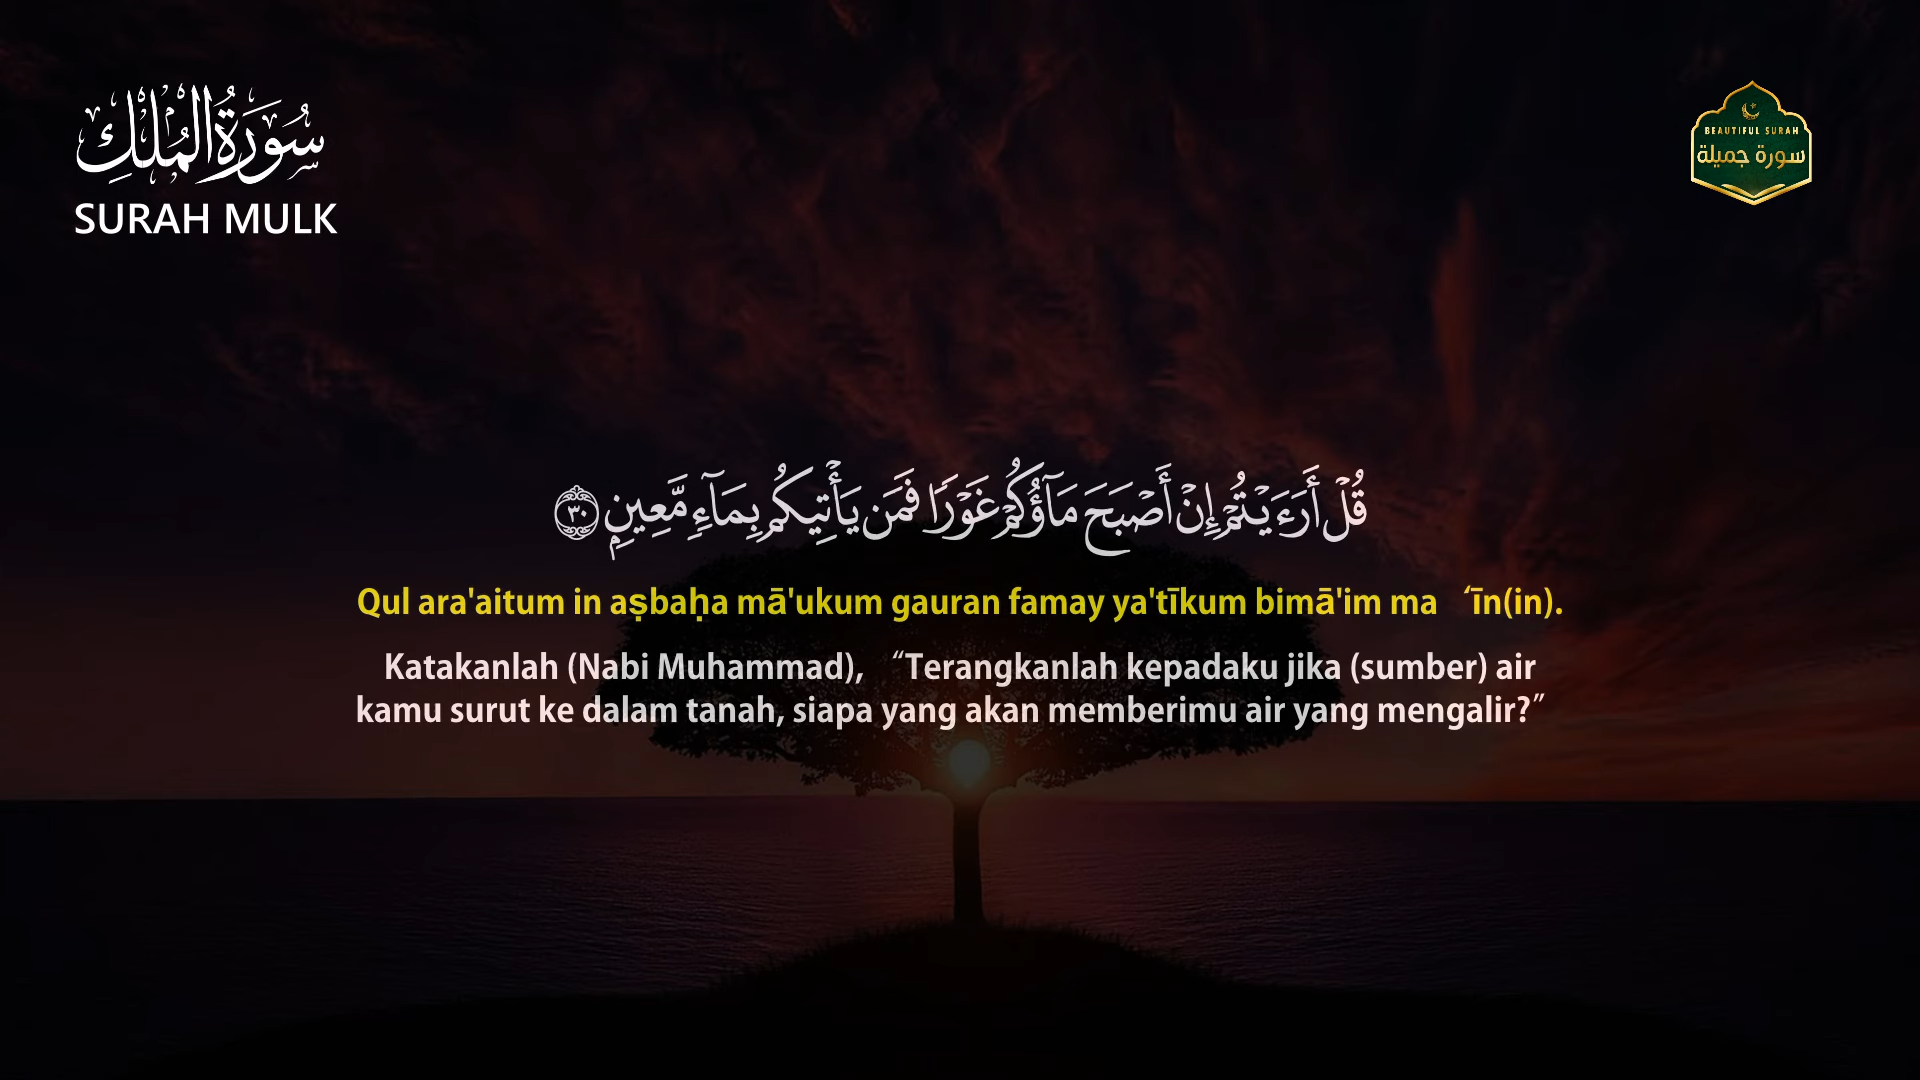 سُورَةُ الْمُلْكِ
SURAH MULK
BEAUTIFUL SURAH
سورة جميلة
قُلْ أَرَءَيْتُمْ إِنْ أَصْبَحَ مَآؤُكُمْ غَوْرًا فَمَن يَأْتِيكُم بِمَآءٍ مَّعِينٍۭ ٣٠
Qul ara'aitum in aṣbaḥa mā'ukum gauran famay ya'tīkum bimā'im ma ‘īn(in).
Katakanlah (Nabi Muhammad), “Terangkanlah kepadaku jika (sumber) air
kamu surut ke dalam tanah, siapa yang akan memberimu air yang mengalir?”